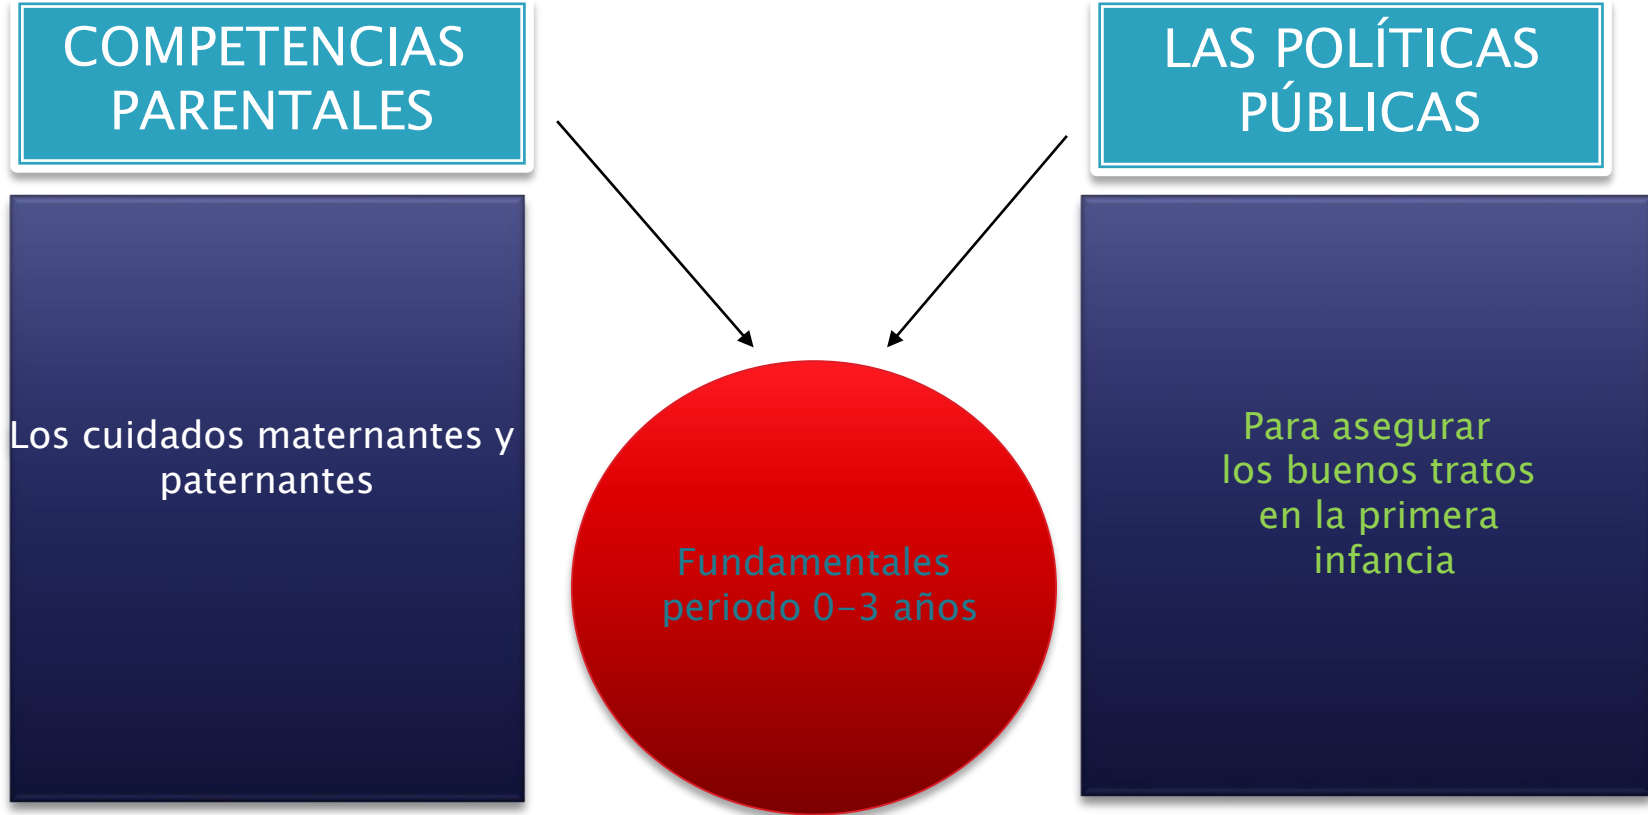 COMPETENCIAS
PARENTALES
LAS POLÍTICAS
PÚBLICAS
Los cuidados maternantes y
paternantes
Fundamentales
periodo 0-3 años
Para asegurar
los buenos tratos
en la primera
infancia